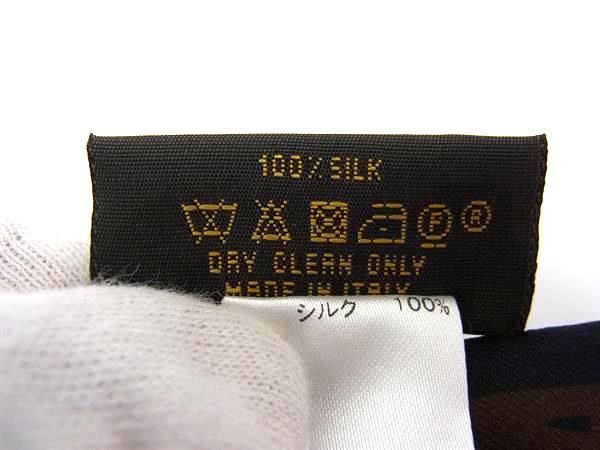 100% SILK
F R
DRY CLEAN ONLY
MADE IN ITALY
シルク 100%